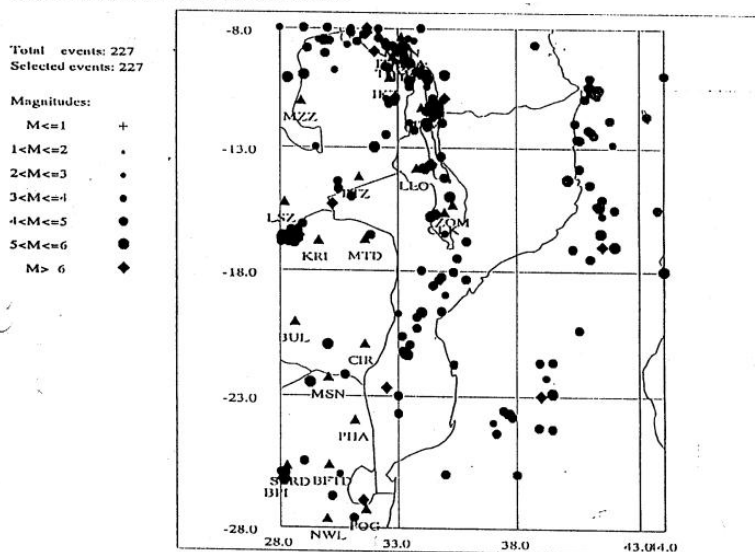 Total events: 227
Selected events: 227
Magnitudes:
M<=1
1<M<=2
2<M<=3
3<M<=4
4<M<=5
5<M<=6
M> 6
-8.0
-13.0
-18.0
-23.0
-28.0
MZZ
LLO
LSZ
ZOM
KRI
MTD
BUL
CIR
MSN
PHA
BFTD
BPI
NWL
POG
28.0
33.0
38.0